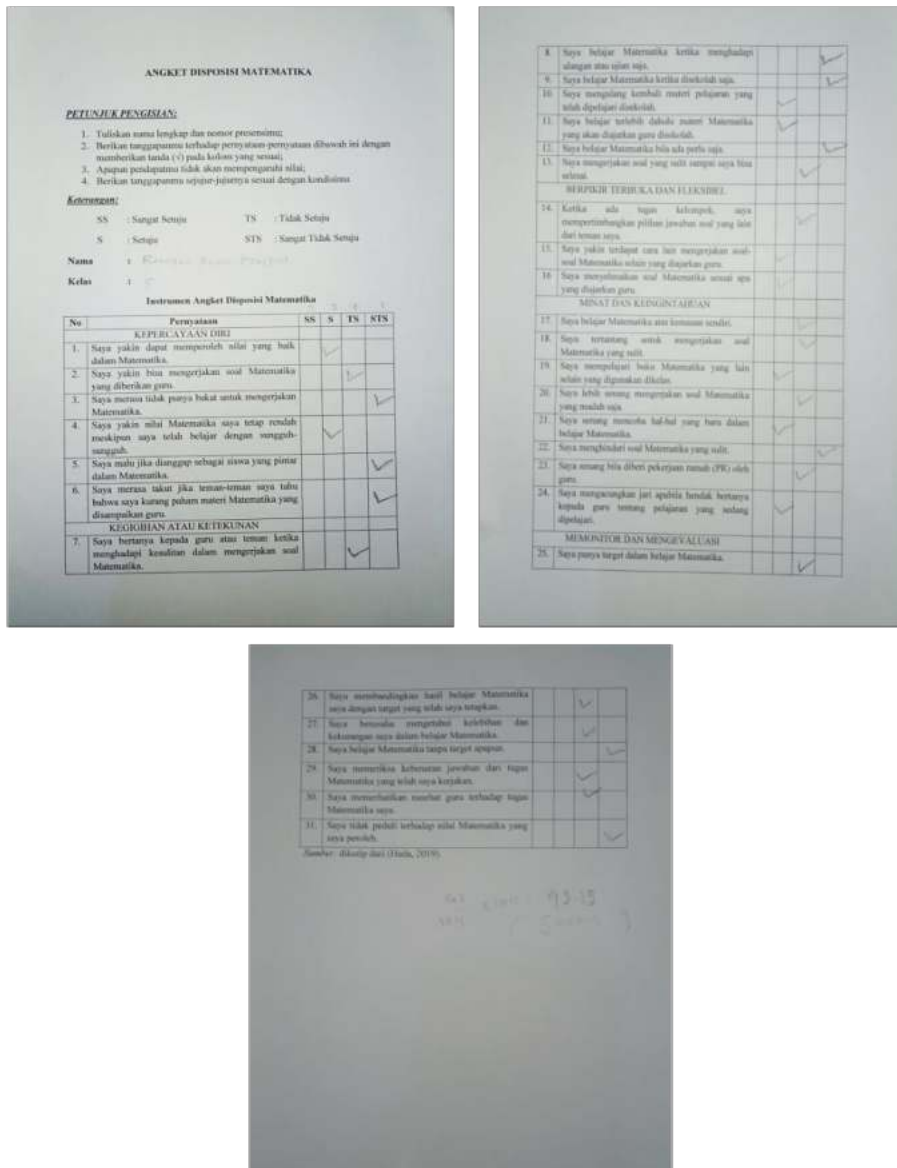 ANGKET DISPOSISI MATEMATIKA
PETUNJUK PENGISIAN:
1. Tuliskan nama lengkap dan nomor presensimu;
2. Berikan tanggapanmu terhadap pernyataan-pernyataan dibawah ini dengan
memberikan tanda (√) pada kolom yang sesuai;
3. Apapun pendapatmu tidak akan mempengaruhi nilai;
4. Berikan tanggapanmu sejujur-jujurnya sesuai dengan kondisimu
Keterangan:
SS : Sangat Setuju TS : Tidak Setuju
S : Setuju STS : Sangat Tidak Setuju
Nama :
Kelas : 5
Instrumen Angket Disposisi Matematika
No Pernyataan SS S TS STS
KEPERCAYAAN DIRI
1. Saya yakin dapat memperoleh nilai yang baik
dalam Matematika.
2. Saya yakin bisa mengerjakan soal Matematika
yang diberikan guru.
3. Saya merasa tidak punya bakat untuk mengerjakan
Matematika.
4. Saya yakin nilai Matematika saya tetap rendah
meskipun saya telah belajar dengan sungguh-
sungguh.
5. Saya malu jika dianggap sebagai siswa yang pintar
dalam Matematika.
6. Saya merasa takut jika teman-teman saya tahu
bahwa saya kurang paham materi Matematika yang
disampaikan guru.
KEGIGIHAN ATAU KETEKUNAN
7. Saya bertanya kepada guru atau teman ketika
menghadapi kesulitan dalam mengerjakan soal
Matematika.
8. Saya belajar Matematika ketika menghadapi
ulangan atau ujian saja.
9. Saya belajar Matematika ketika disekolah saja.
10. Saya mengulang kembali materi pelajaran yang
telah dipelajari disekolah.
11. Saya belajar terlebih dahulu materi Matematika
yang akan diajarkan guru disekolah.
12. Saya belajar Matematika bila ada perlu saja.
13. Saya mengerjakan soal yang sulit sampai saya bisa
selesai.
BERPIKIR TERBUKA DAN FLEKSIBEL
14. Ketika ada tugas kelompok, saya
mempertimbangkan pilihan jawaban soal yang lain
dari teman saya.
15. Saya yakin terdapat cara lain mengerjakan soal-
soal Matematika selain yang diajarkan guru.
16. Saya menyelesaikan soal Matematika sesuai apa
yang diajarkan guru.
MINAT DAN KEINGINTAHUAN
17. Saya belajar Matematika atas kemauan sendiri.
18. Saya tertantang untuk mengerjakan soal
Matematika yang sulit.
19. Saya mempelajari buku Matematika yang lain
selain yang digunakan dikelas.
20. Saya lebih senang mengerjakan soal Matematika
yang mudah saja.
21. Saya senang mencoba hal-hal yang baru dalam
belajar Matematika.
22. Saya menghindari soal Matematika yang sulit.
23. Saya senang bila diberi pekerjaan rumah (PR) oleh
guru.
24. Saya mengacungkan jari apabila hendak bertanya
kepada guru tentang pelajaran yang sedang
dipelajari.
MEMONITOR DAN MENGEVALUASI
25. Saya punya target dalam belajar Matematika.
26. Saya membandingkan hasil belajar Matematika
saya dengan target yang telah saya tetapkan.
27. Saya berusaha mengetahui kelebihan dan
kekurangan saya dalam belajar Matematika.
28. Saya belajar Matematika tanpa target apapun.
29. Saya memeriksa kebenaran jawaban dari tugas
Matematika yang telah saya kerjakan.
30. Saya memerhatikan nasehat guru terhadap tugas
Matematika saya.
31. Saya tidak peduli terhadap nilai Matematika yang
saya peroleh.
Sumber: dikutip dari (Huda, 2019).